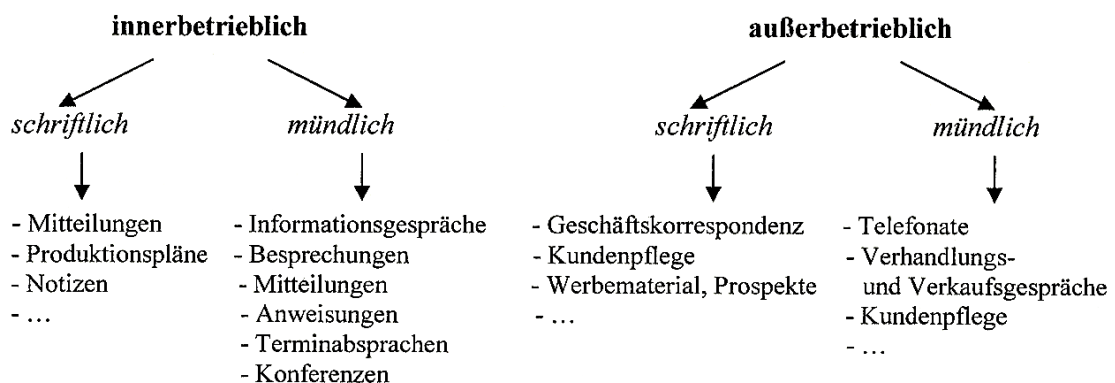 innerbetrieblich
schriftlich
mündlich
- Mitteilungen
- Produktionspläne
- Notizen
- ...
- Informationsgespräche
- Besprechungen
- Mitteilungen
- Anweisungen
- Terminabsprachen
- Konferenzen
außerbetrieblich
schriftlich
mündlich
- Geschäftskorrespondenz
- Kundenpflege
- Werbematerial, Prospekte
- ...
- Telefonate
- Verhandlungs-
und Verkaufsgespräche
- Kundenpflege
- ...